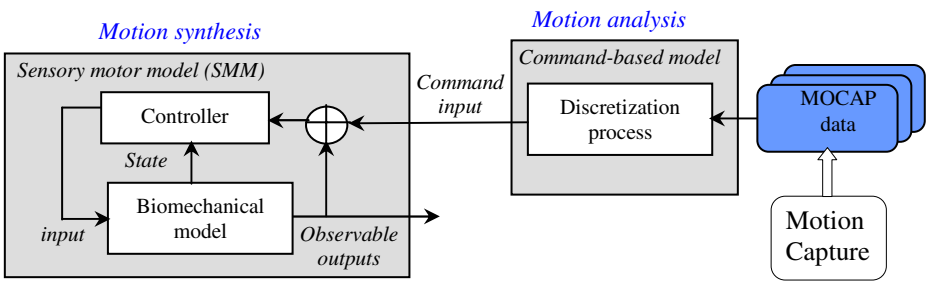 Motion synthesis
Motion analysis
Sensory motor model (SMM)
Controller
State
Biomechanical
model
input
Observable
outputs
Command
input
Command-based model
Discretization
process
MOCAP
data
Motion
Capture